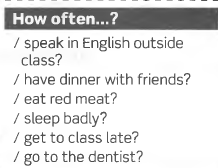 How often...?
/ speak in English outside
class?
/ have dinner with friends?
/ eat red meat?
/ sleep badly?
/ get to class late?
/ go to the dentist?